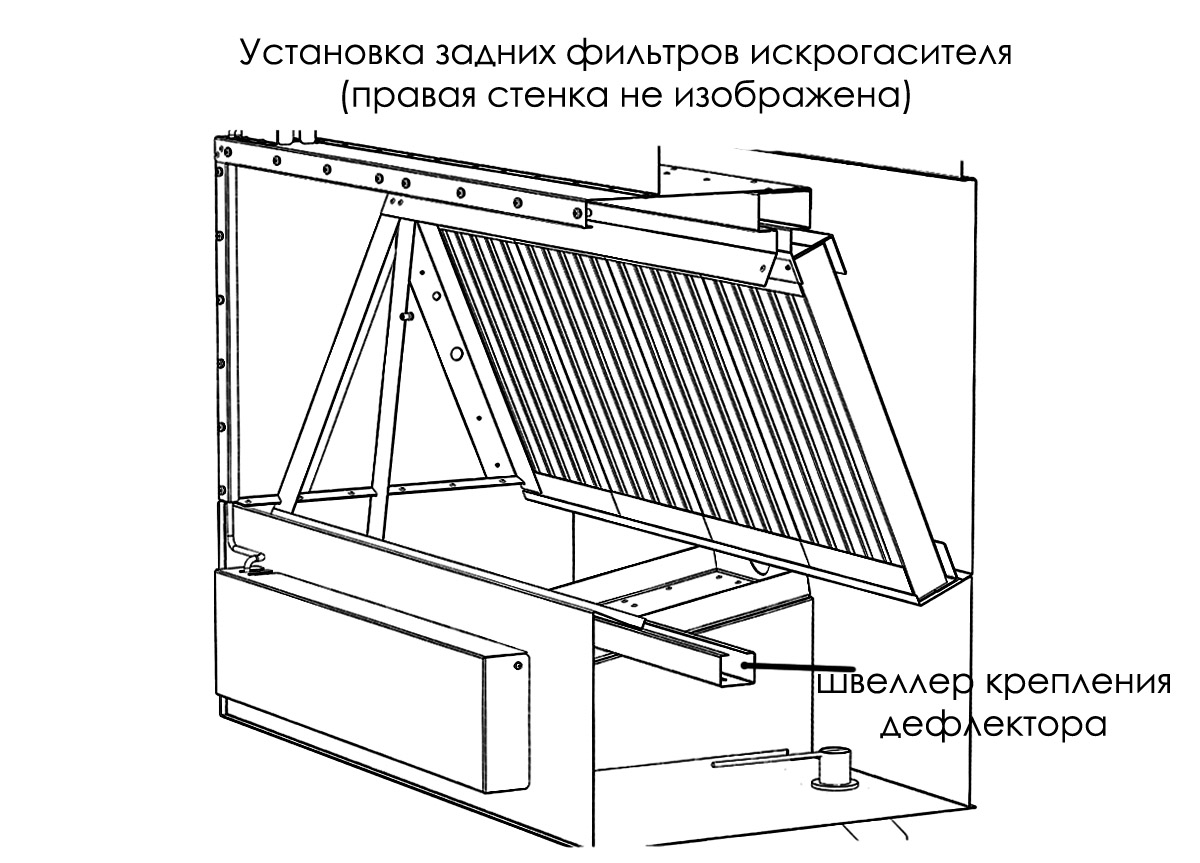 Установка задних фильтров искрогасителя
(правая стенка не изображена)
швеллер крепления
дефлектора